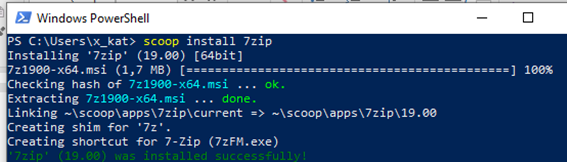 Windows PowerShell
PS C:\Users\x_kat> scoop install 7zip
Installing '7zip' (19.00) [64bit]
7z1900-x64.msi (1,7 MB) [=========================================] 100%
Checking hash of 7z1900-x64.msi ... ok.
Extracting 7z1900-x64.msi ... done.
Linking ~\scoop\apps\7zip\current => ~\scoop\apps\7zip\19.00
Creating shim for '7z'.
Creating shortcut for 7-Zip (7zFM.exe)
'7zip' (19.00) was installed successfully!